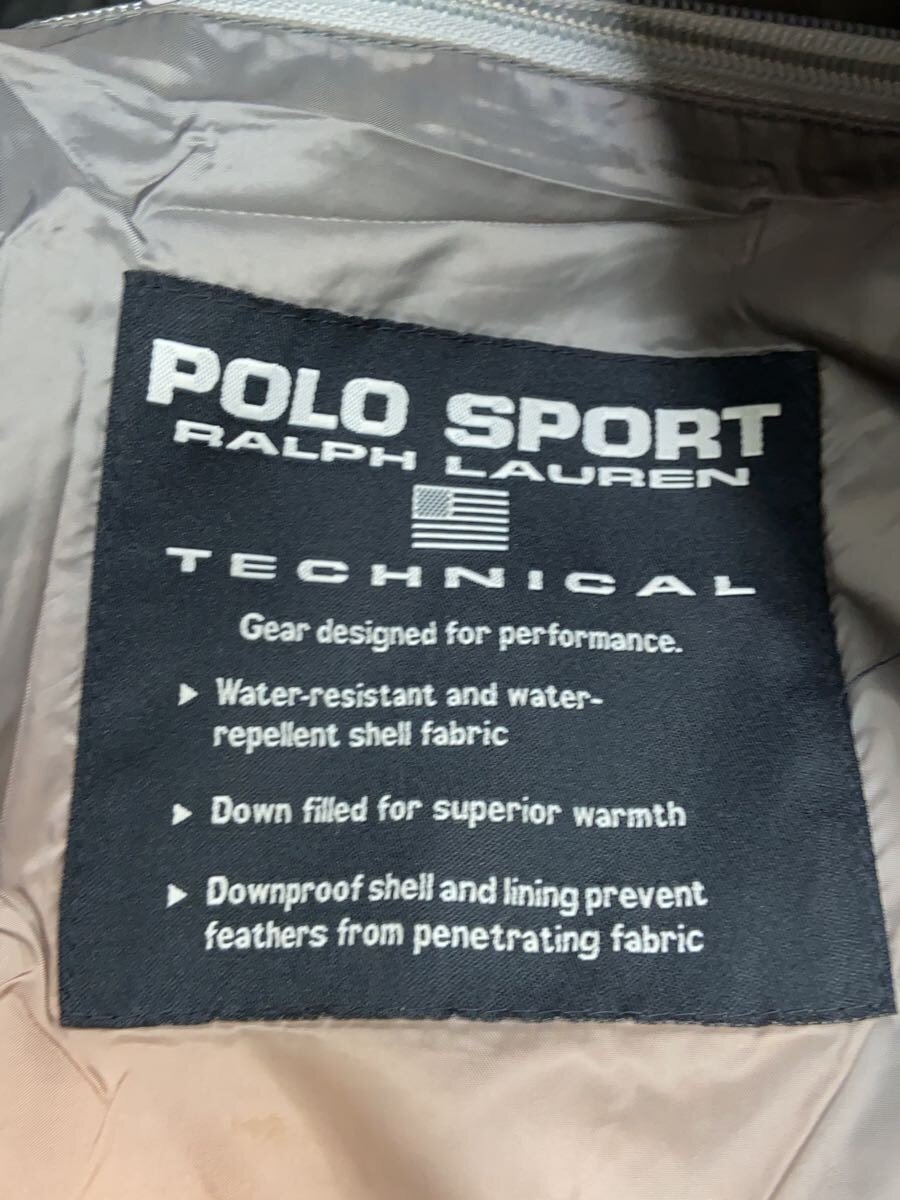 POLO SPORT
RALPH LAUREN
TECHNICAL
Gear designed for performance.
▶ Water-resistant and water-
repellent shell fabric
▶ Down filled for superior warmth
▶ Downproof shell and lining prevent
feathers from penetrating fabric